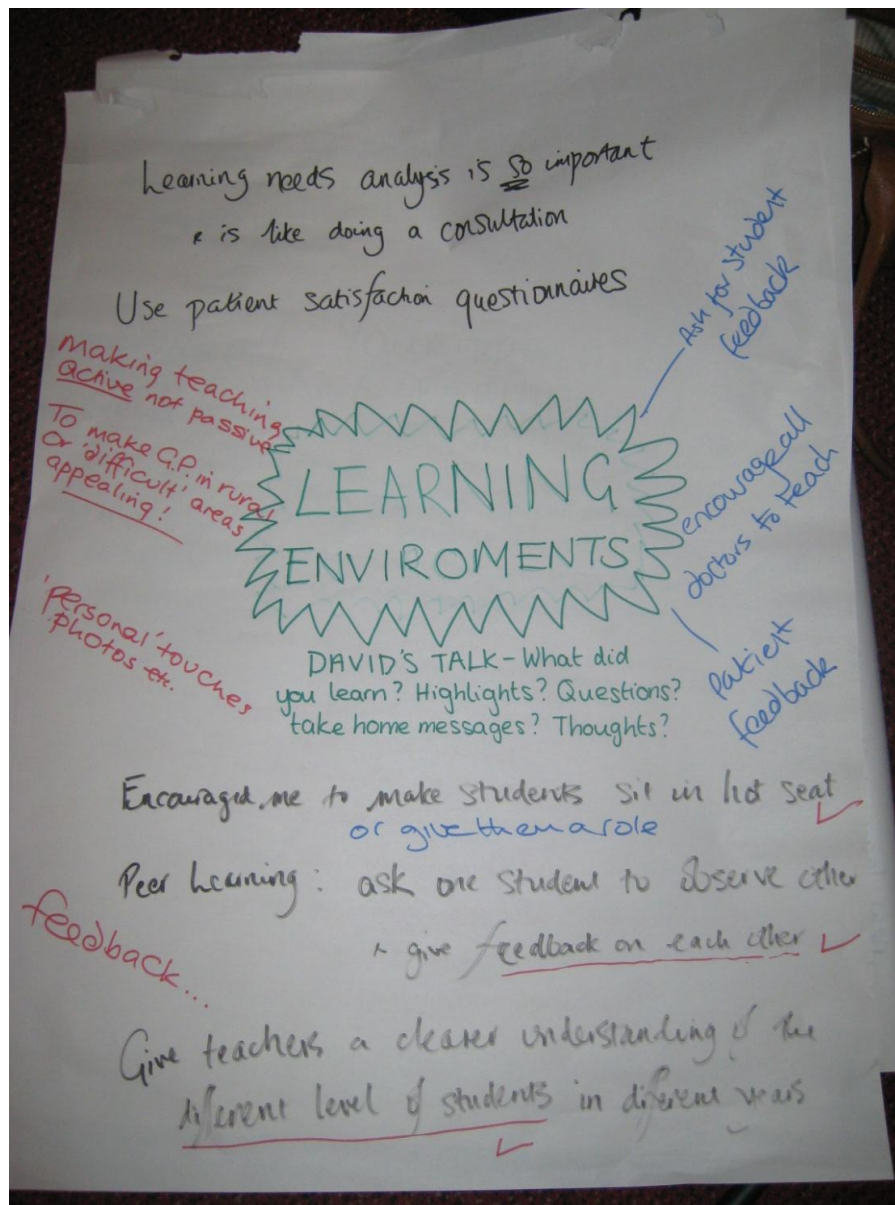 Learning needs analysis is so important
& is like doing a consultation
Use patient satisfaction questionnaires
Ask for student
feedback
making teaching
active not passive
To make G.P. in rural
Or 'difficult' areas
appealing!
LEARNING
ENVIROMENTS
encourage all
doctors to teach
patient
feedback
'personal' touches
photos etc.
DAVID'S TALK - What did
you learn? Highlights? Questions?
take home messages? Thoughts?
Encouraged me to make students sit in hot seat
or give them a role
Peer Learning: ask one student to observe other
& give feedback on each other
feedback...
Give teachers a clearer understanding of the
different level of students in different years